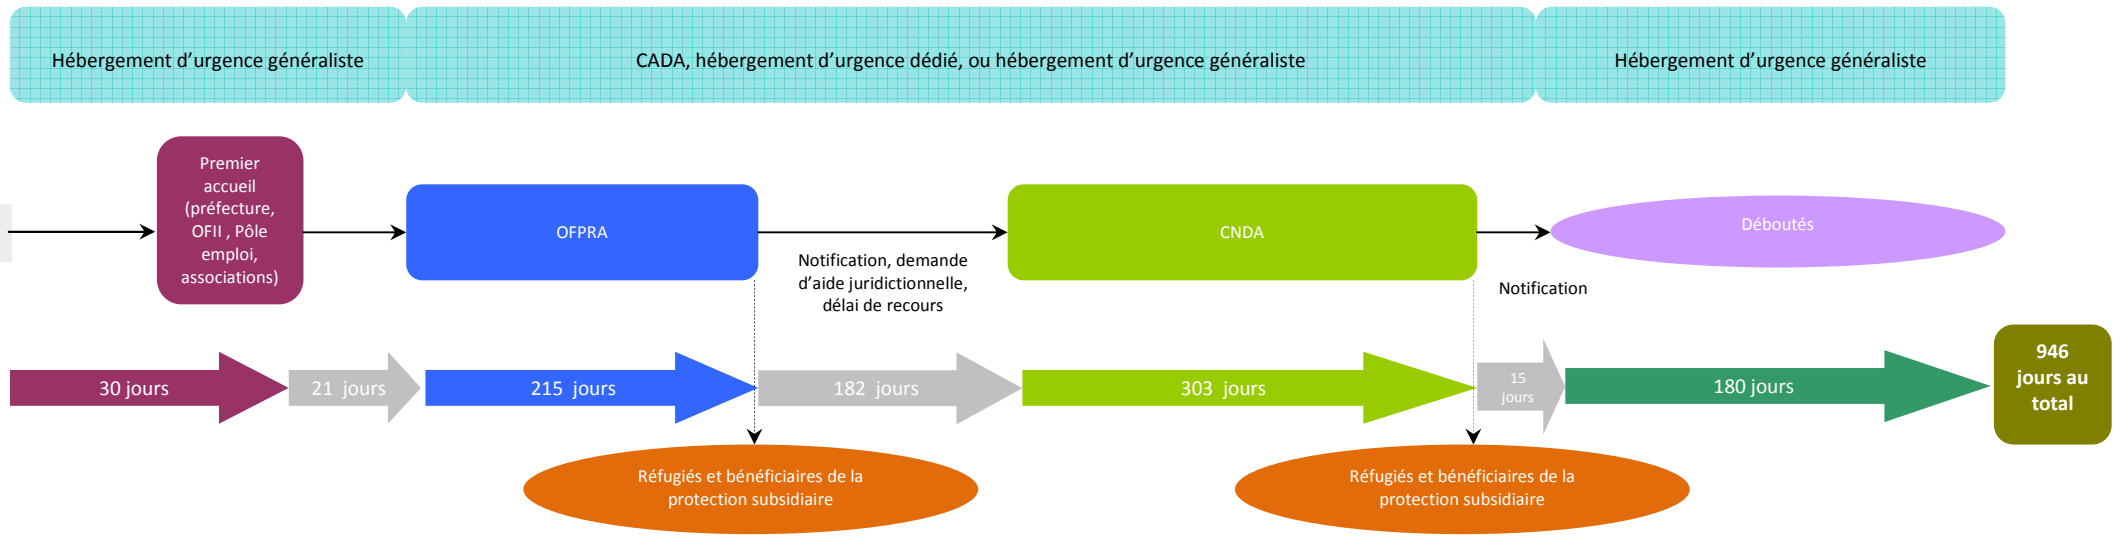 Hébergement d’urgence généraliste
CADA, hébergement d’urgence dédié, ou hébergement d’urgence généraliste
Hébergement d’urgence généraliste
Premier
accueil
(préfecture,
OFII , Pôle
emploi,
associations)
OFPRA
CNDA
Déboutés
Notification, demande
d’aide juridictionnelle,
délai de recours
Notification
30 jours
21 jours
215 jours
182 jours
303 jours
15
jours
180 jours
946
jours au
total
Réfugiés et bénéficiaires de la
protection subsidiaire
Réfugiés et bénéficiaires de la
protection subsidiaire